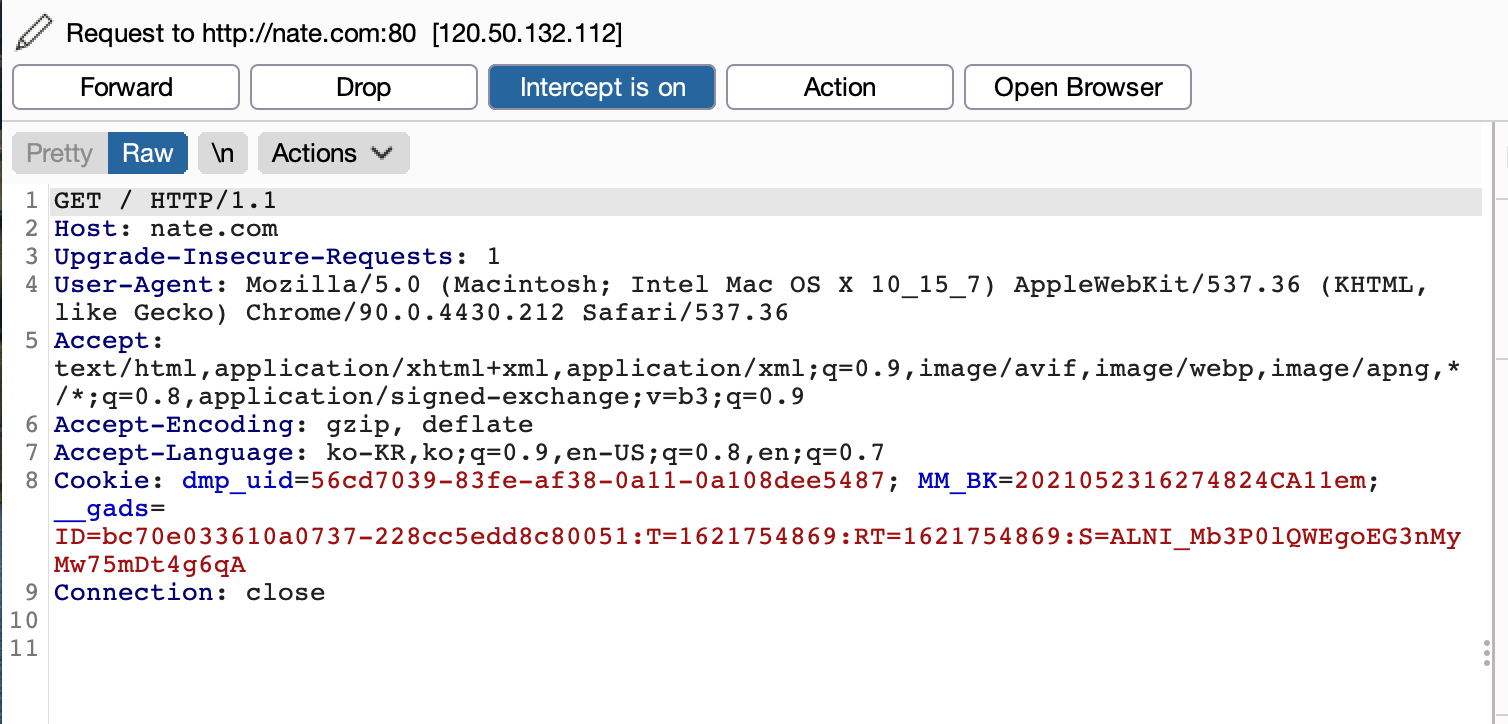 Request to http://nate.com:80 [120.50.132.112]
Forward Drop Intercept is on Action Open Browser
Pretty Raw \n Actions
1 GET / HTTP/1.1
2 Host: nate.com
3 Upgrade-Insecure-Requests: 1
4 User-Agent: Mozilla/5.0 (Macintosh; Intel Mac OS X 10_15_7) AppleWebKit/537.36 (KHTML,
like Gecko) Chrome/90.0.4430.212 Safari/537.36
5 Accept:
text/html,application/xhtml+xml,application/xml;q=0.9,image/avif,image/webp,image/apng,*
/*;q=0.8,application/signed-exchange;v=b3;q=0.9
6 Accept-Encoding: gzip, deflate
7 Accept-Language: ko-KR,ko;q=0.9,en-US;q=0.8,en;q=0.7
8 Cookie: dmp_uid=56cd7039-83fe-af38-0a11-0a108dee5487; MM_BK=2021052316274824CA11em;
__gads=
ID=bc70e033610a0737-228cc5edd8c80051:T=1621754869:RT=1621754869:S=ALNI_Mb3P0lQWEgoEG3nMy
Mw75mDt4g6qA
9 Connection: close
10
11